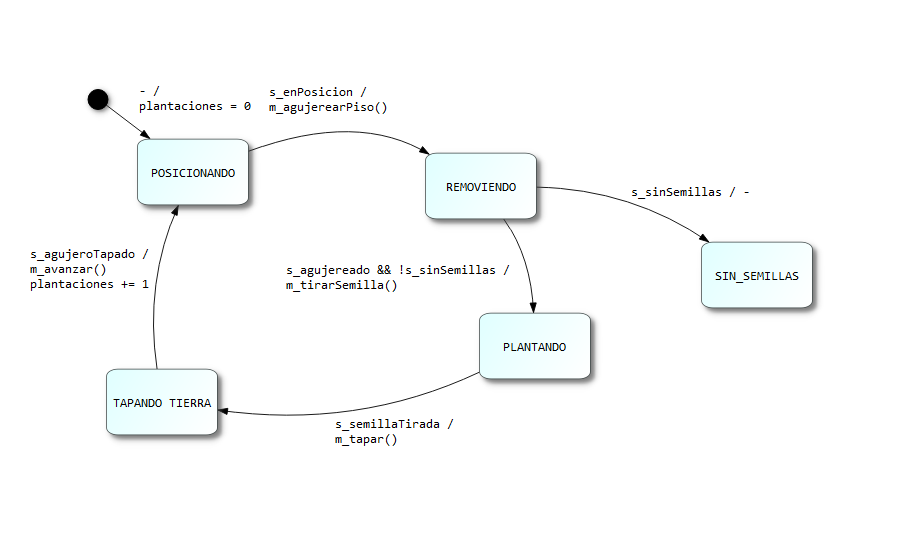 - /
plantaciones = 0
s_enPosicion /
m_agujerearPiso()
POSICIONANDO
REMOVIENDO
s_sinSemillas / -
s_agujeroTapado /
m_avanzar()
plantaciones += 1
s_agujereado && !s_sinSemillas /
m_tirarSemilla()
SIN_SEMILLAS
PLANTANDO
TAPANDO TIERRA
s_semillaTirada /
m_tapar()